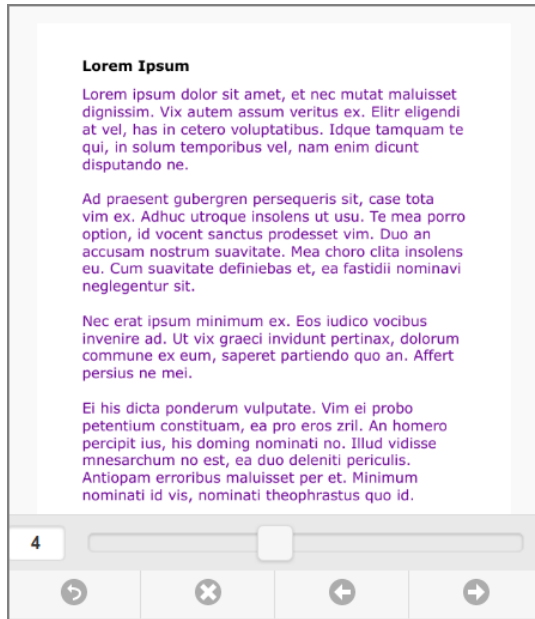 Lorem Ipsum
Lorem ipsum dolor sit amet, et nec mutat maluisset
dignissim. Vix autem assum veritus ex. Elitr eligendi
at vel, has in cetero voluptatibus. Idque tamquam te
qui, in solum temporibus vel, nam enim dicunt
disputando ne.
Ad praesent gubergren persequeris sit, case tota
vim ex. Adhuc utroque insolens ut usu. Te mea porro
option, id vocent sanctus prodesset vim. Duo an
accusam nostrum suavitate. Mea choro clita insolens
eu. Cum suavitate definiebas et, ea fastidii nominavi
neglegentur sit.
Nec erat ipsum minimum ex. Eos iudico vocibus
invenire ad. Ut vix graeci invidunt pertinax, dolorum
commune ex eum, saperet partiendo quo an. Affert
persius ne mei.
Ei his dicta ponderum vulputate. Vim ei probo
petentium constituam, ea pro eros zril. An homero
percipit ius, his doming nominati no. Illud vidisse
mnesarchum no est, ea duo deleniti periculis.
Antiopam erroribus maluisset per et. Minimum
nominati id vis, nominati theophrastus quo id.
4